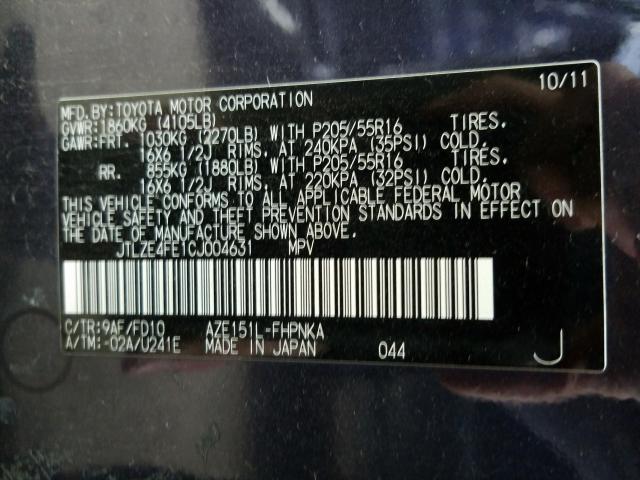 10/11
MFD.BY:TOYOTA MOTOR CORPORATION
GVWR:1860KG (4105LB)
GAWR:FRT. 1030KG (2270LB) WITH P205/55R16 TIRES.
16X6 1/2J RIMS. AT 240KPA (35PSI) COLD.
RR. 855KG (1880LB) WITH P205/55R16 TIRES.
16X6 1/2J RIMS. AT 220KPA (32PSI) COLD.
THIS VEHICLE CONFORMS TO ALL APPLICABLE FEDERAL MOTOR
VEHICLE SAFETY AND THEFT PREVENTION STANDARDS IN EFFECT ON
THE DATE OF MANUFACTURE SHOWN ABOVE.
JTLZE4FE1CJ004631 MPV
C/TR:9AF/FD10 AZE151L-FHPNKA
A/TM:-02A/U241E MADE IN JAPAN 044 J